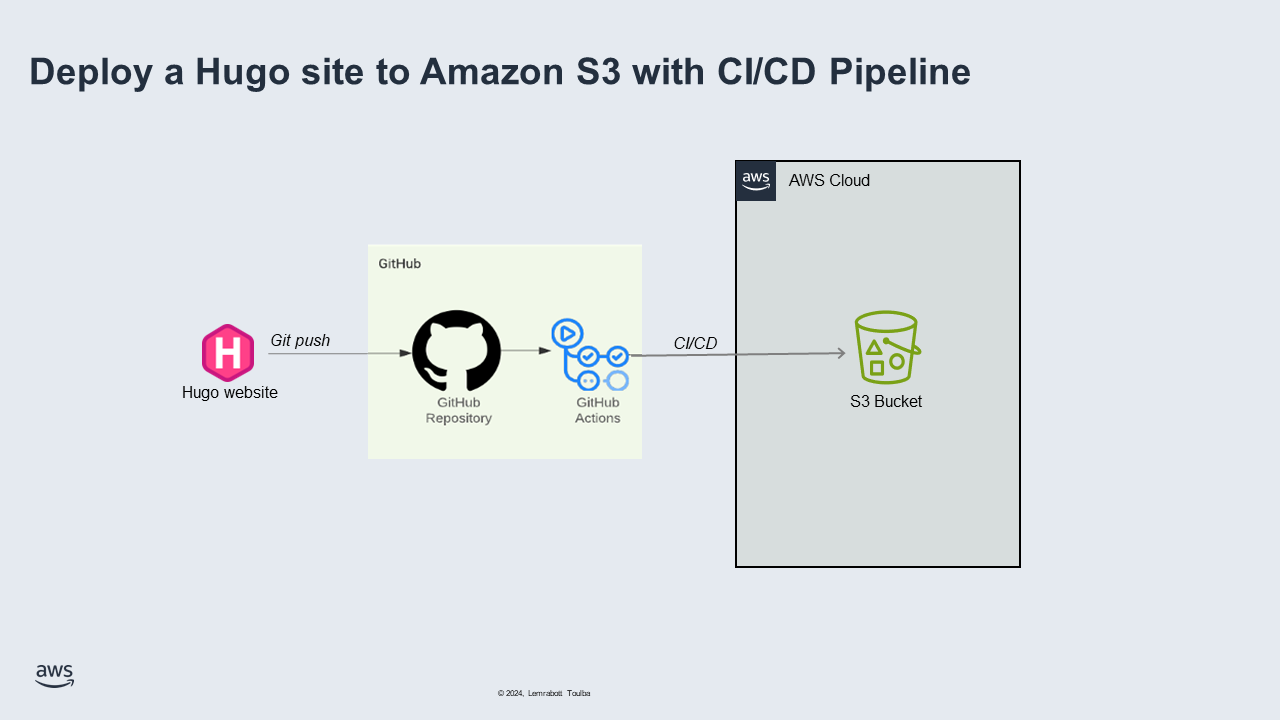 Deploy a Hugo site to Amazon S3 with CI/CD Pipeline
aws
AWS Cloud
GitHub
Git push
CI/CD
H
Hugo website
GitHub
Repository
GitHub
Actions
S3 Bucket
aws
© 2024, Lemrabott Toulba